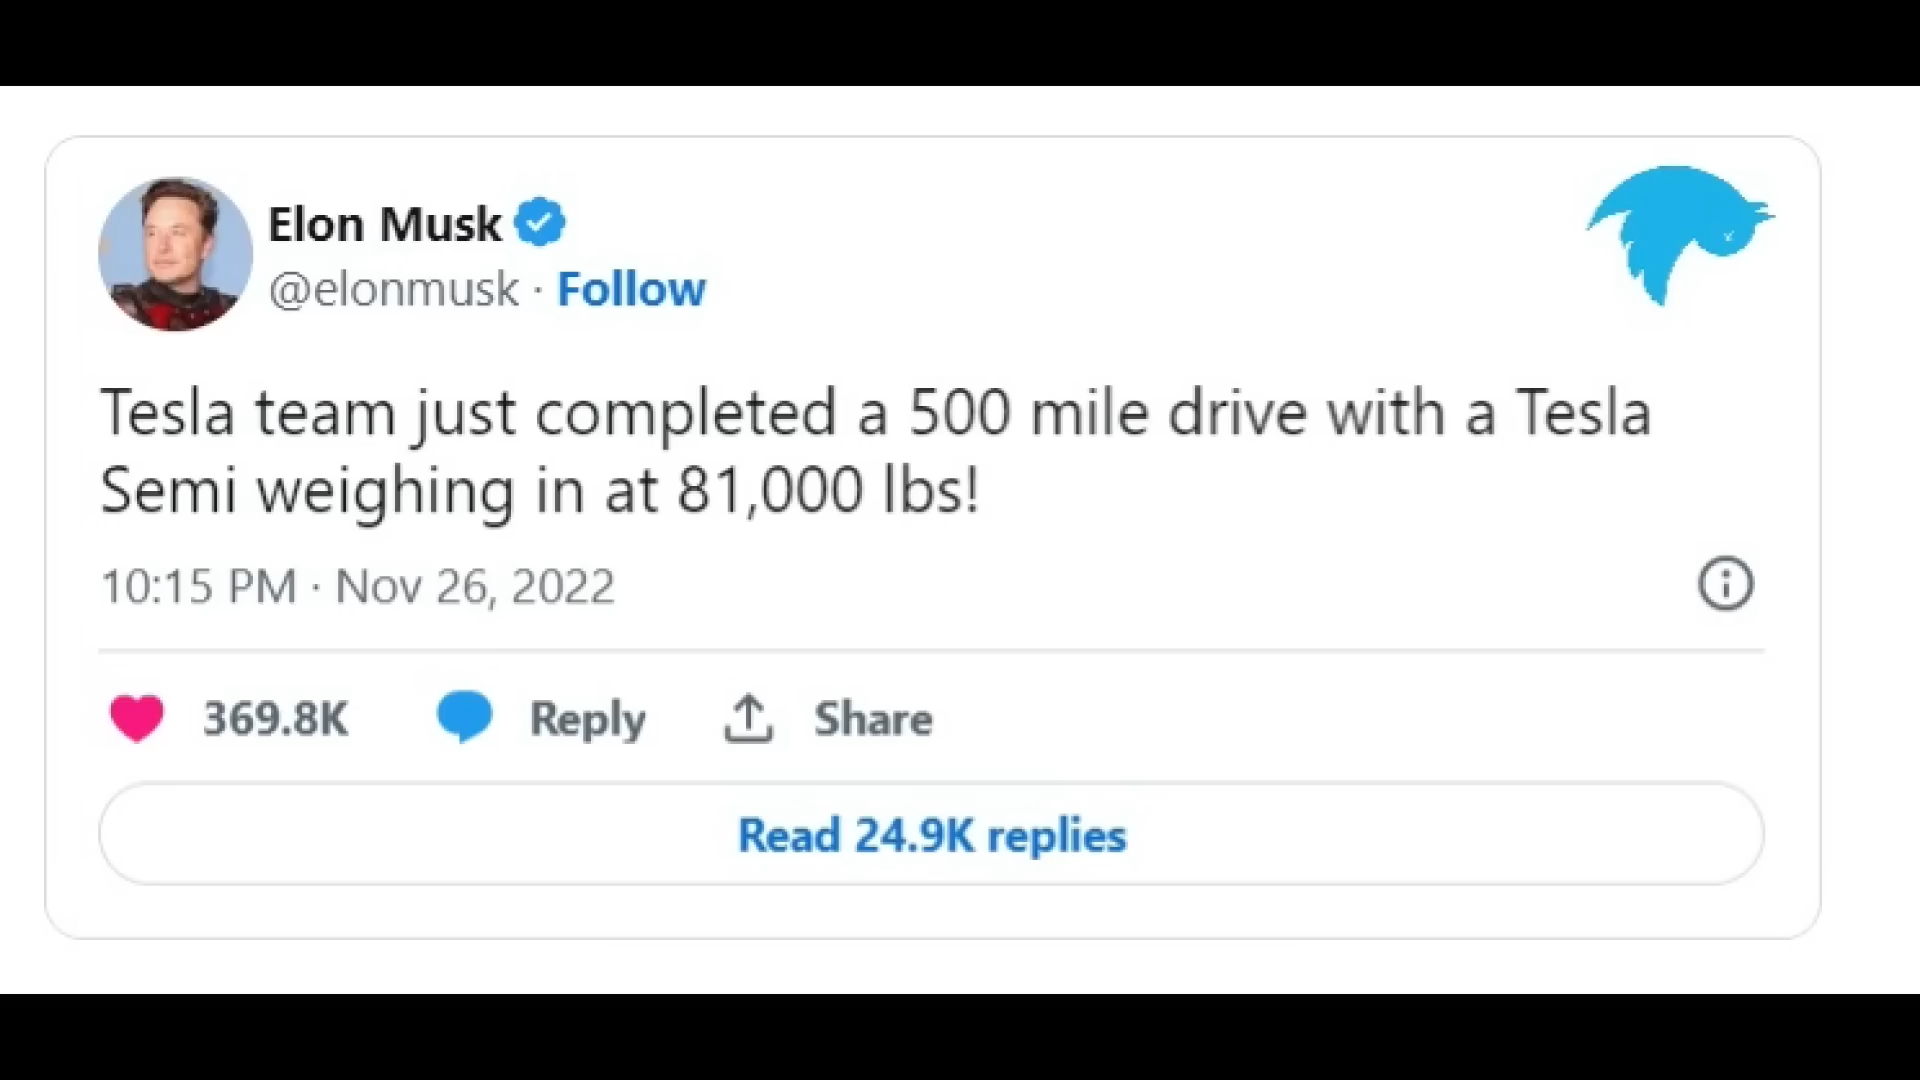 Elon Musk
@elonmusk · Follow
Tesla team just completed a 500 mile drive with a Tesla
Semi weighing in at 81,000 lbs!
10:15 PM · Nov 26, 2022
369.8K Reply Share
Read 24.9K replies